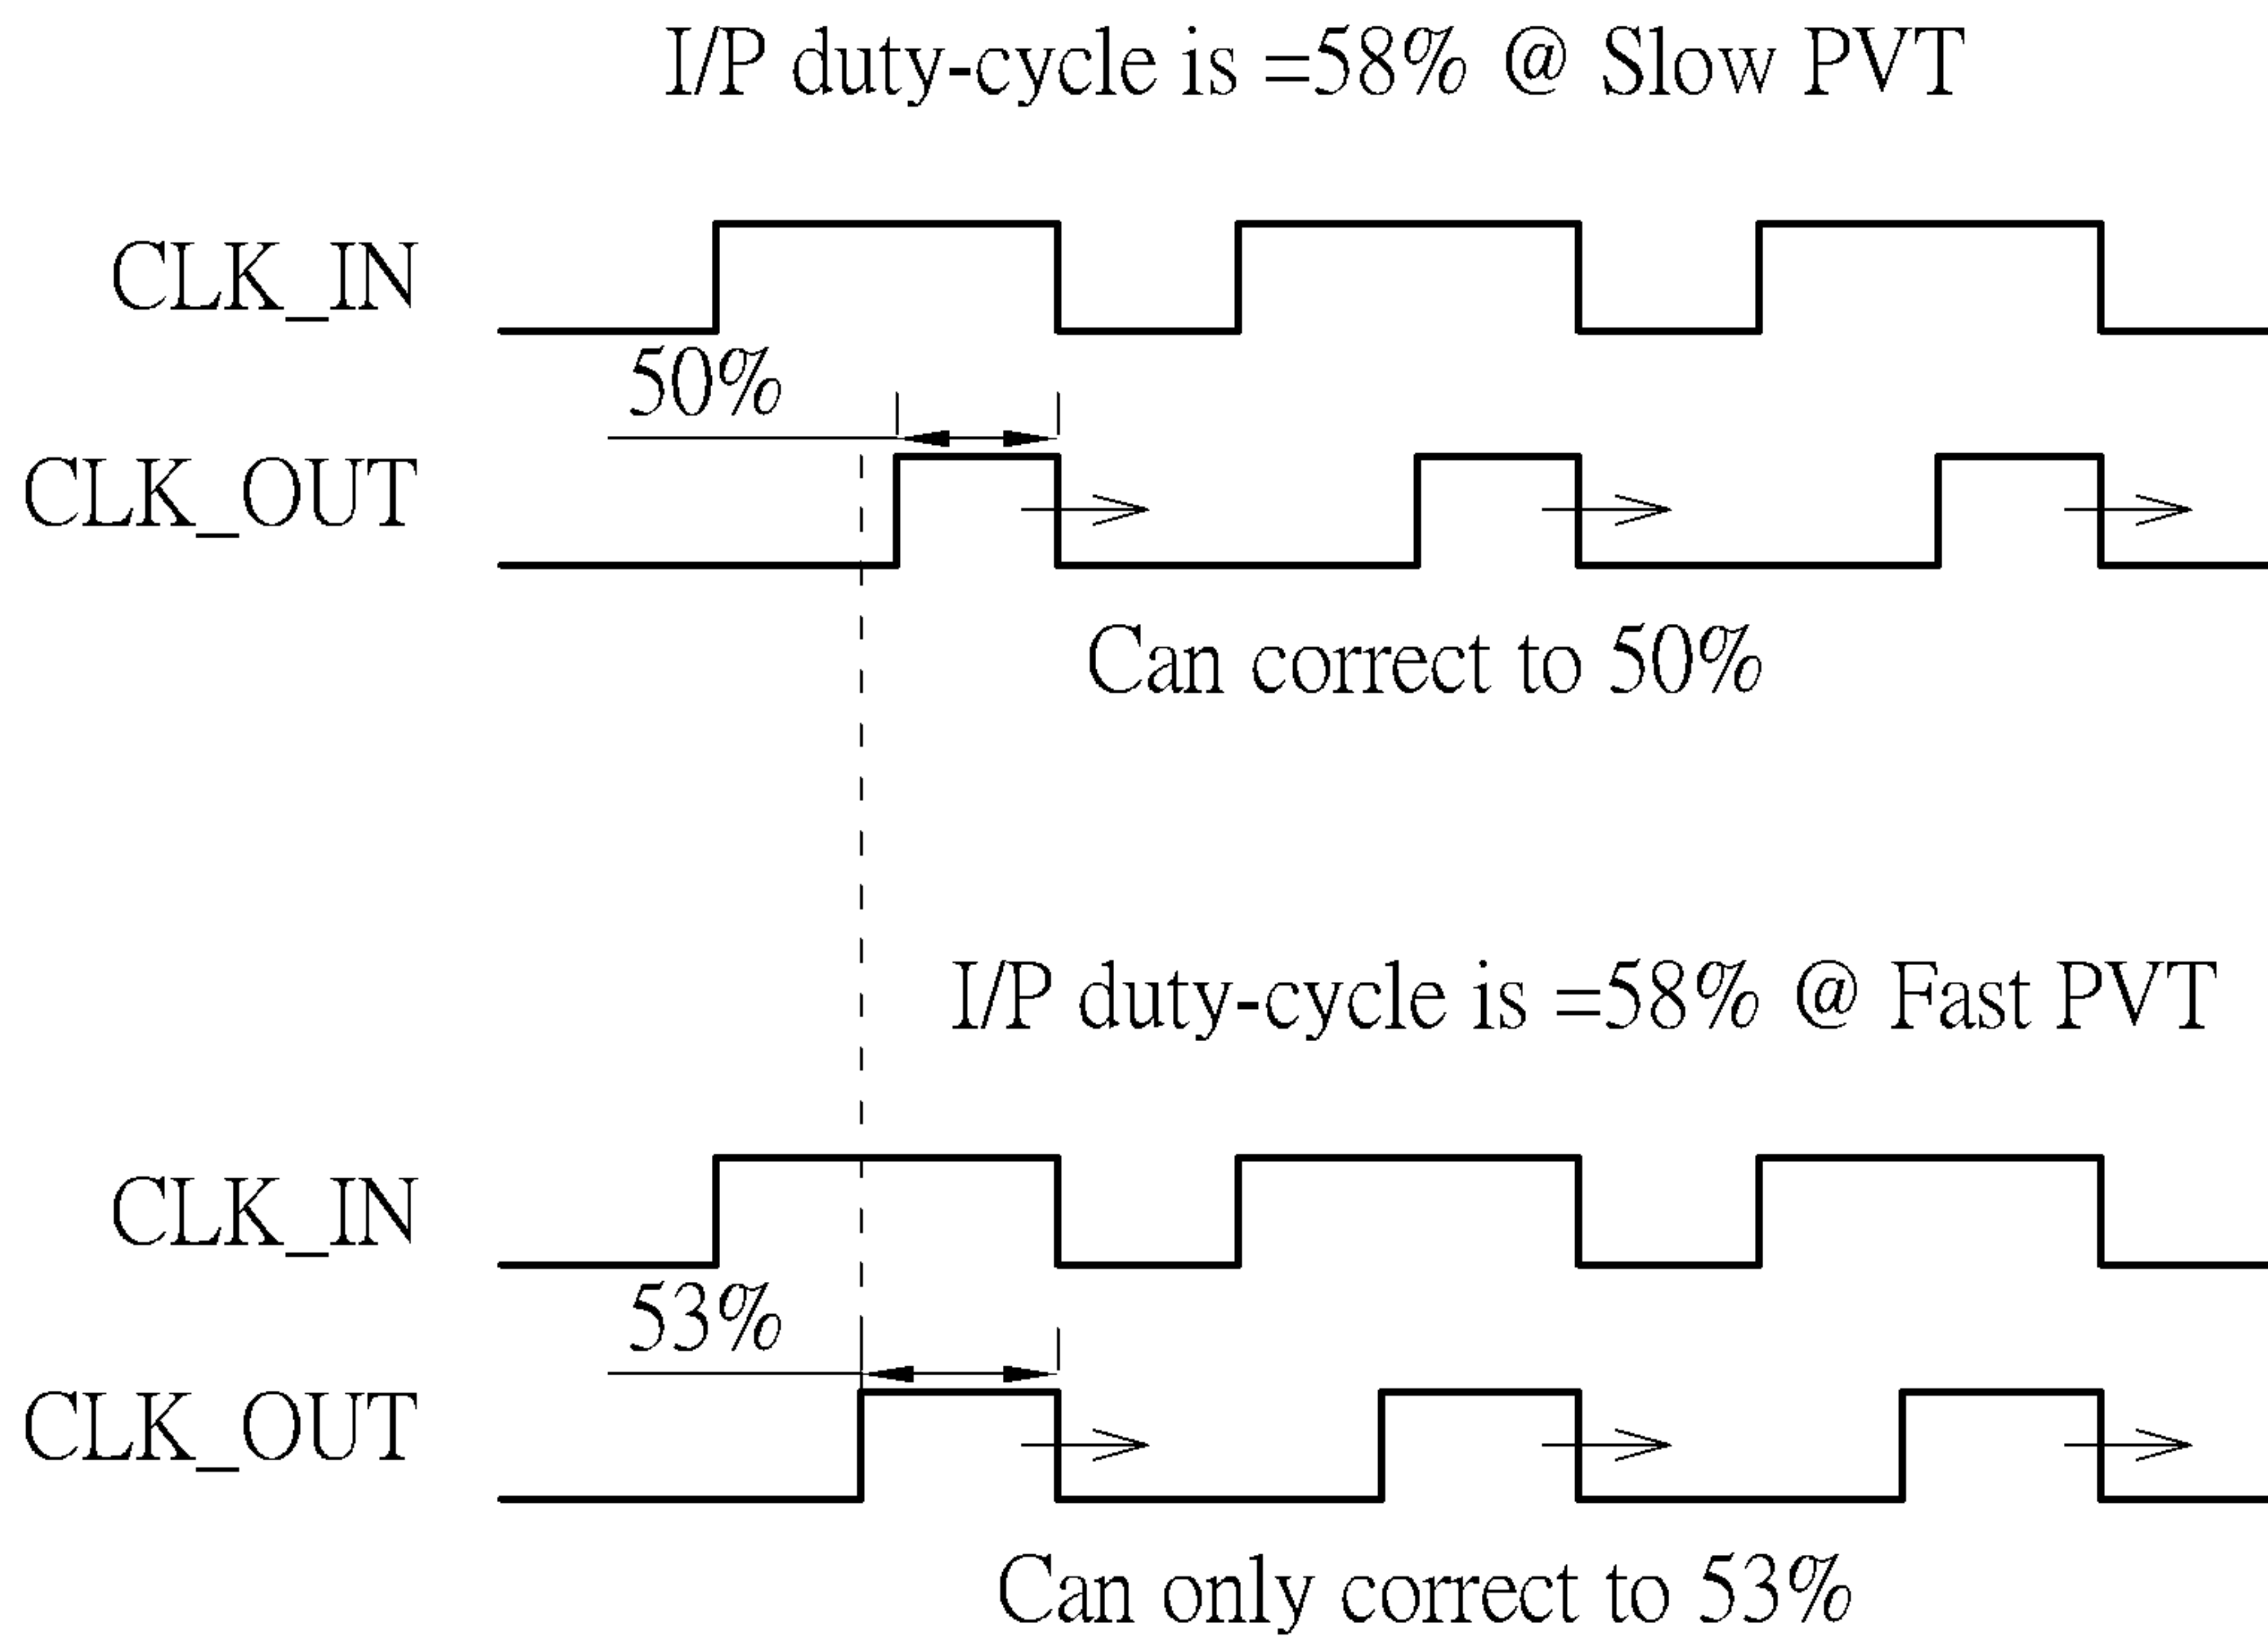 I/P duty-cycle is =58% @ Slow PVT
CLK_IN
50%
CLK_OUT
Can correct to 50%
I/P duty-cycle is =58% @ Fast PVT
CLK_IN
53%
CLK_OUT
Can only correct to 53%